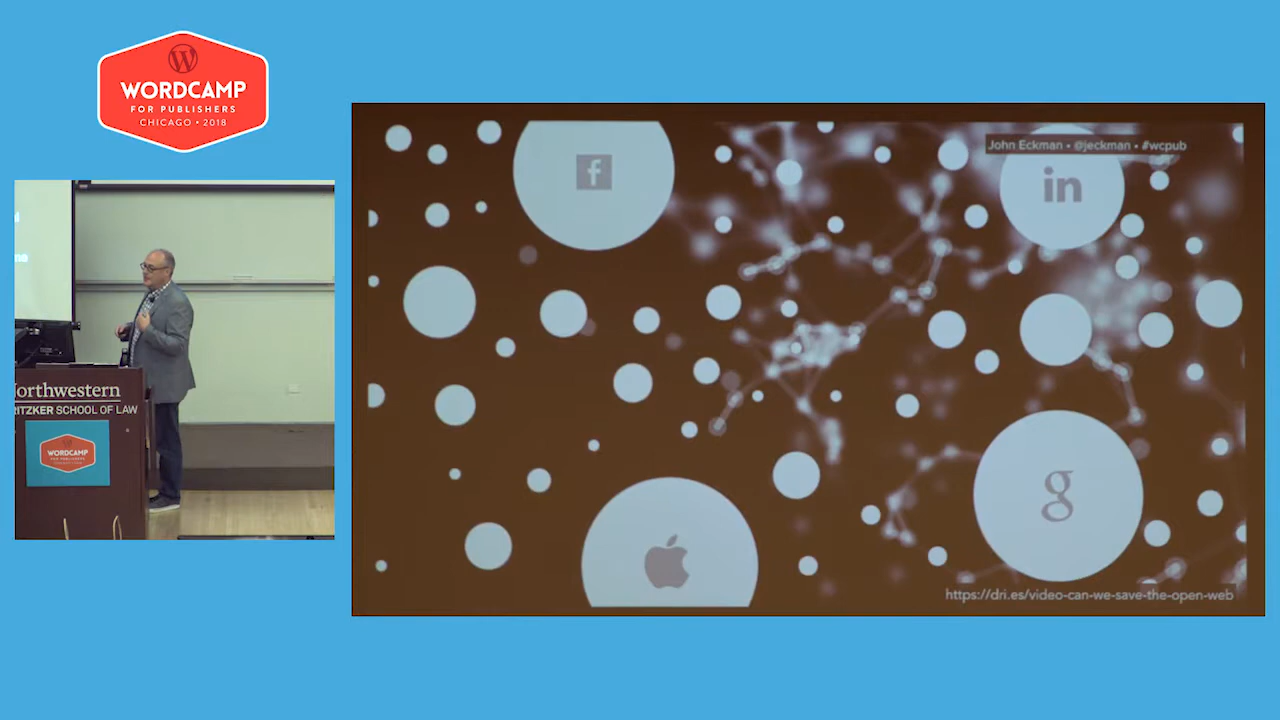 WORDCAMP
FOR PUBLISHERS
CHICAGO • 2018
John Eckman • @jeckman • #wcpub
f
in
g
https://dri.es/video-can-we-save-the-open-web
orthwestern
RITZKER SCHOOL OF LAW
WORDCAMP